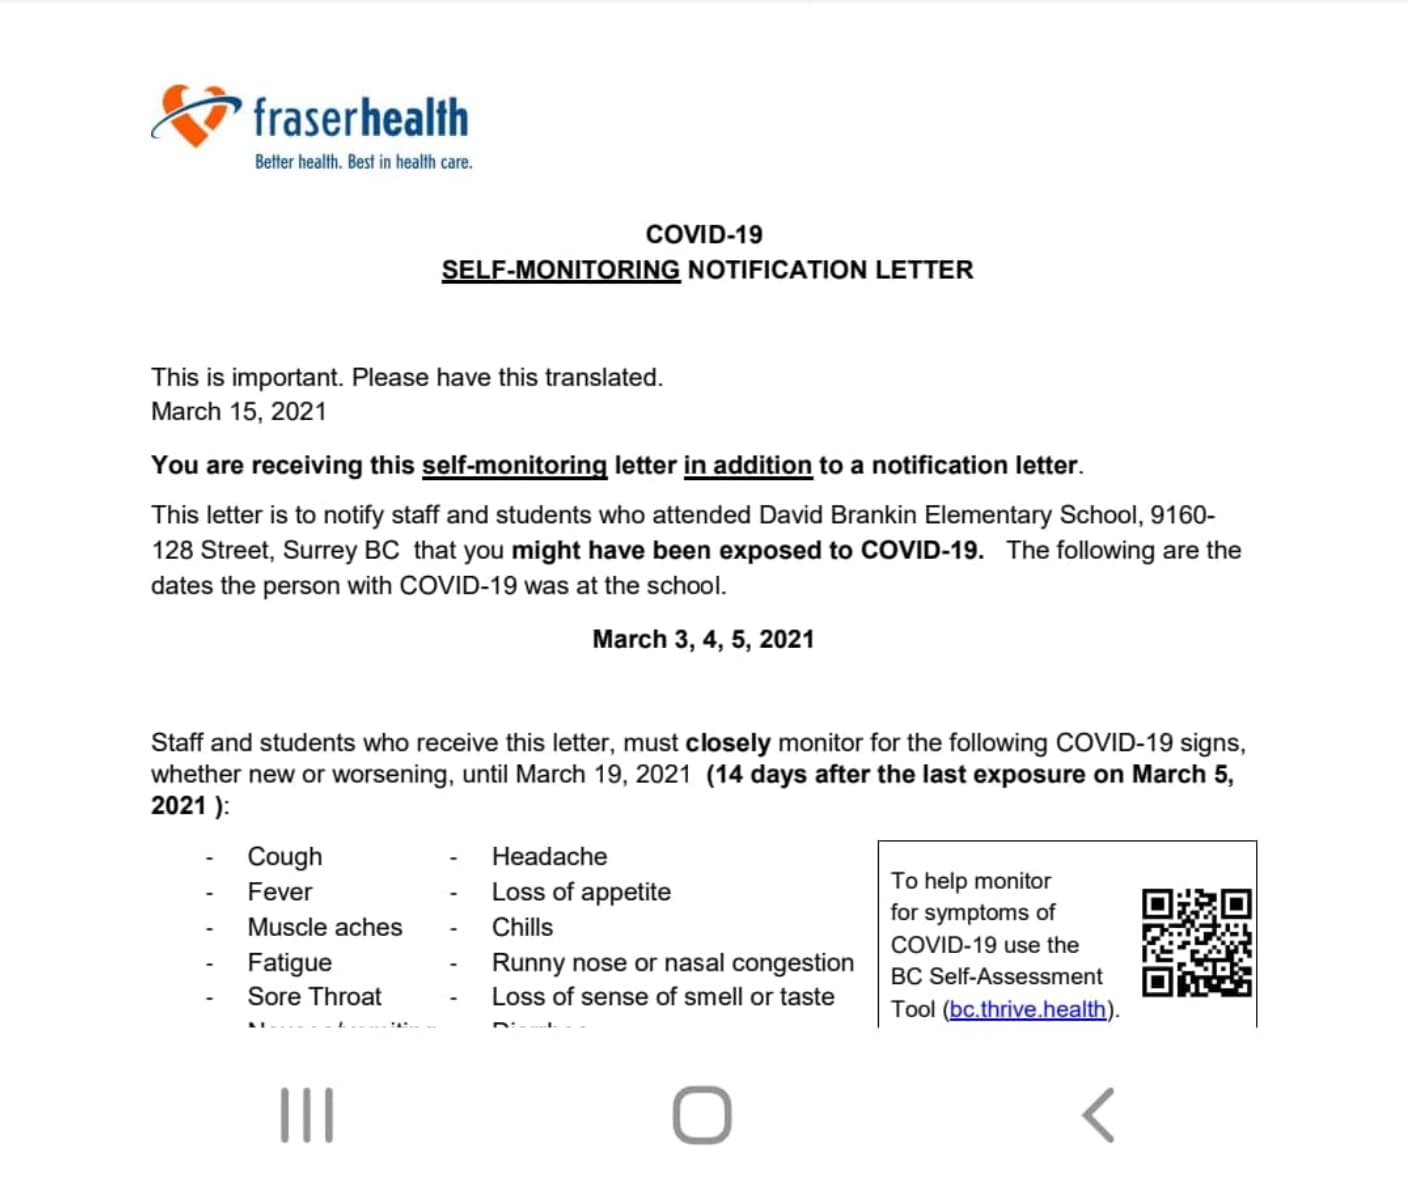 fraserhealth
Better health. Best in health care.
COVID-19
SELF-MONITORING NOTIFICATION LETTER
This is important. Please have this translated.
March 15, 2021
You are receiving this self-monitoring letter in addition to a notification letter.
This letter is to notify staff and students who attended David Brankin Elementary School, 9160-
128 Street, Surrey BC  that you might have been exposed to COVID-19.   The following are the
dates the person with COVID-19 was at the school.
March 3, 4, 5, 2021
Staff and students who receive this letter, must closely monitor for the following COVID-19 signs,
whether new or worsening, until March 19, 2021  (14 days after the last exposure on March 5,
2021 ):
- Cough
- Fever
- Muscle aches
- Fatigue
- Sore Throat
- Headache
- Loss of appetite
- Chills
- Runny nose or nasal congestion
- Loss of sense of smell or taste
To help monitor
for symptoms of
COVID-19 use the
BC Self-Assessment
Tool (bc.thrive.health).